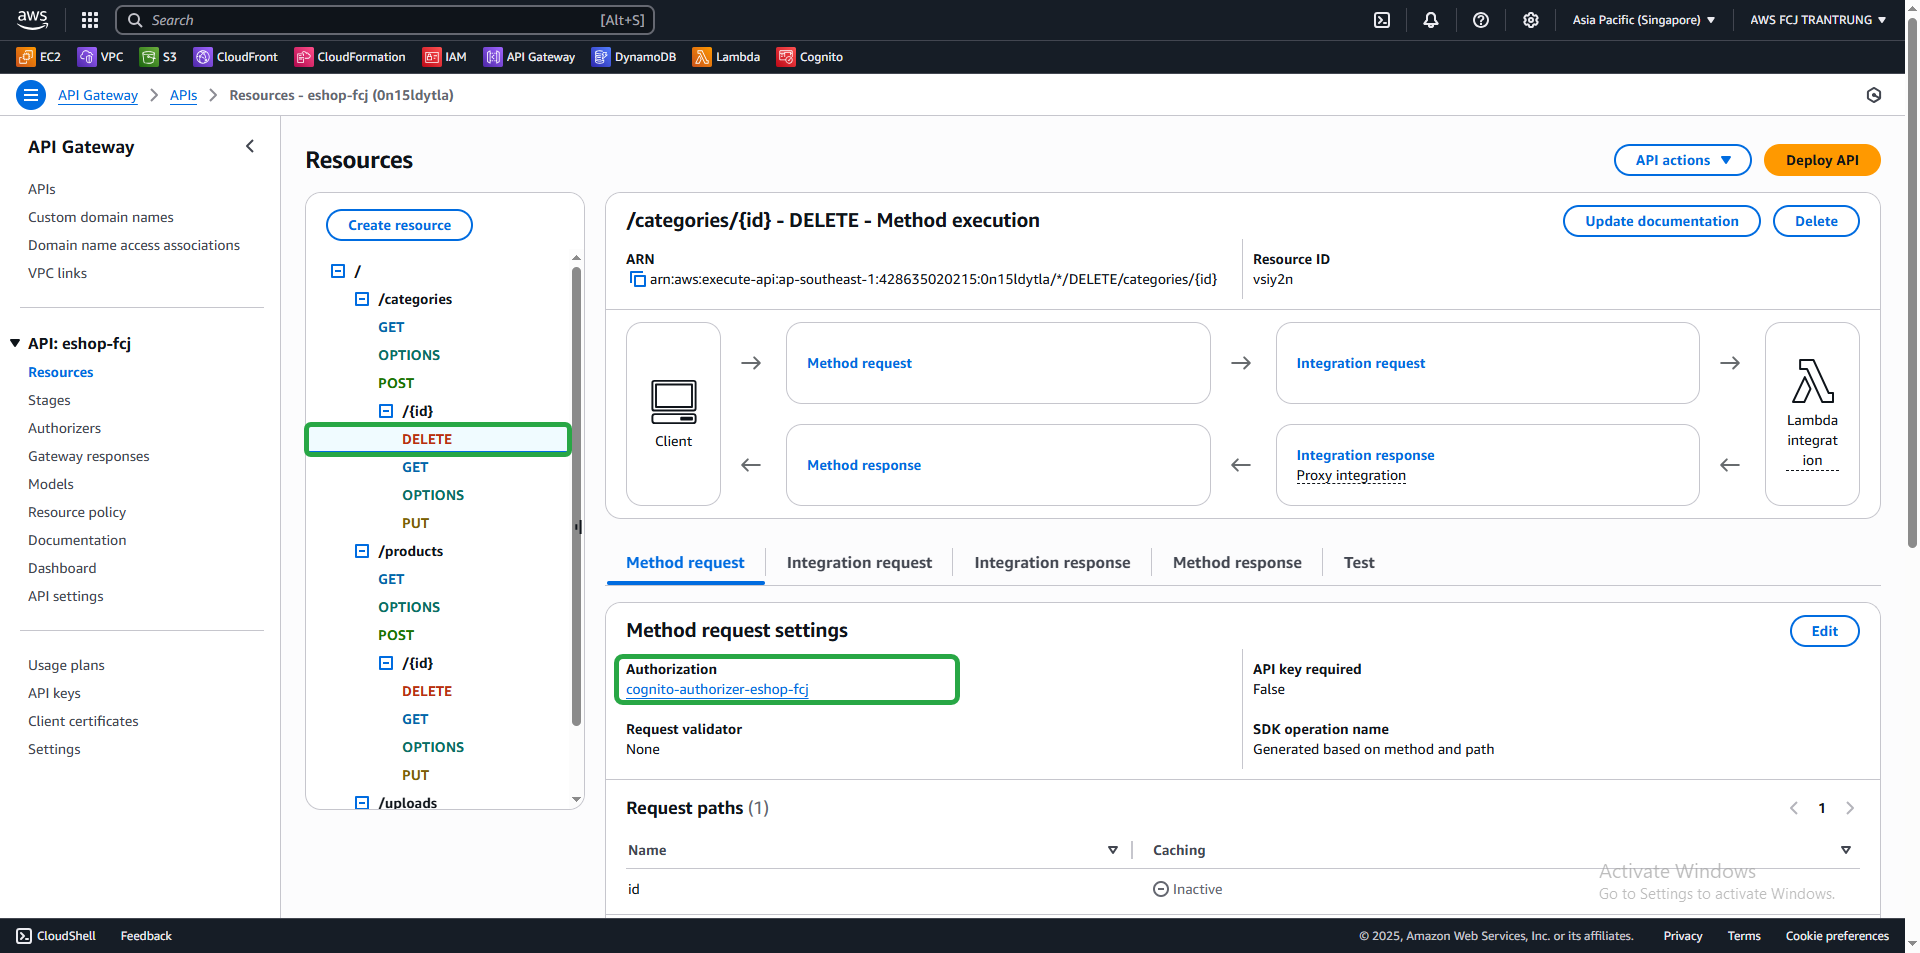 aws
Search [Alt+S]
Asia Pacific (Singapore)
AWS FCJ TRANTRUNG
EC2
VPC
S3
CloudFront
CloudFormation
IAM
API Gateway
DynamoDB
Lambda
Cognito
API Gateway
APIs
Resources - eshop-fcj (0n15ldytla)
API Gateway
APIs
Custom domain names
Domain name access associations
VPC links
API: eshop-fcj
Resources
Stages
Authorizers
Gateway responses
Models
Resource policy
Documentation
Dashboard
API settings
Usage plans
API keys
Client certificates
Settings
Resources
API actions
Deploy API
Create resource
/
/categories
GET
OPTIONS
POST
/{id}
DELETE
GET
OPTIONS
PUT
/products
GET
OPTIONS
POST
/{id}
DELETE
GET
OPTIONS
PUT
/uploads
/categories/{id} - DELETE - Method execution
Update documentation
Delete
ARN
arn:aws:execute-api:ap-southeast-1:428635020215:0n15ldytla/*/DELETE/categories/{id}
Resource ID
vsiy2n
Client
Method request
Integration request
Method response
Integration response
Proxy integration
Lambda
integrat
ion
Method request
Integration request
Integration response
Method response
Test
Method request settings
Edit
Authorization
cognito-authorizer-eshop-fcj
API key required
False
Request validator
None
SDK operation name
Generated based on method and path
Request paths (1)
1
Name
Caching
id
Inactive
Activate Windows
Go to Settings to activate Windows.
CloudShell
Feedback
© 2025, Amazon Web Services, Inc. or its affiliates.
Privacy
Terms
Cookie preferences